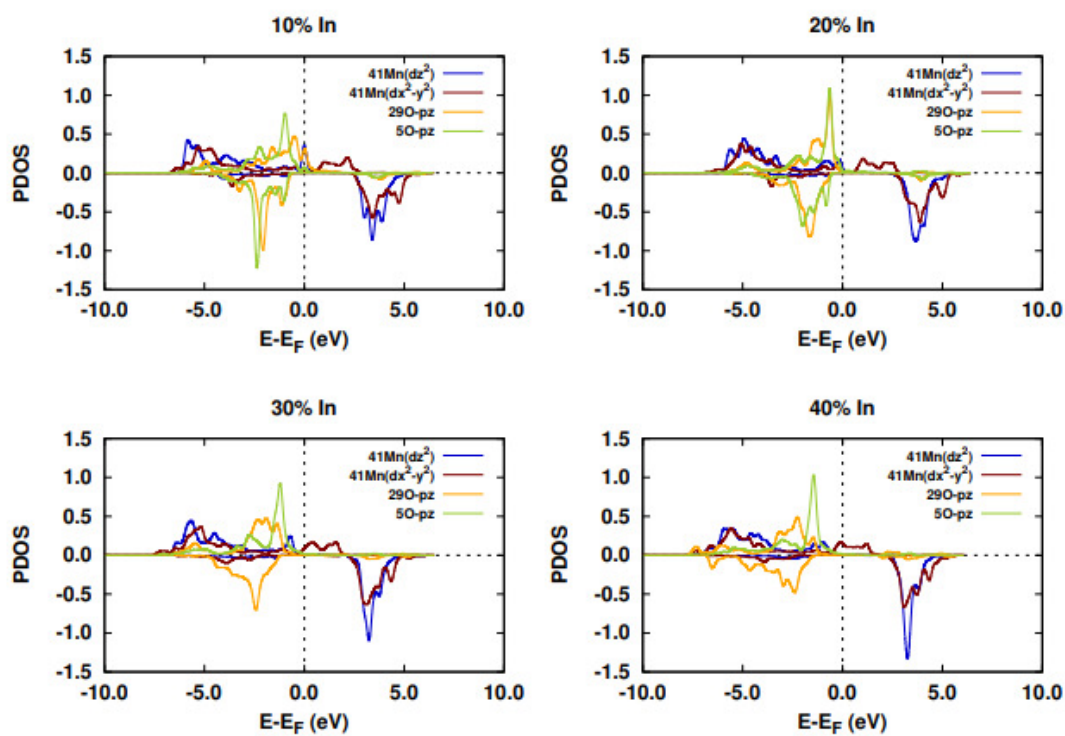 10% In
1.5
1.0
0.5
0.0
-0.5
-1.0
-1.5
PDOS
41Mn(dz²)
41Mn(dx²-y²)
29O-pz
5O-pz
-10.0 -5.0 0.0 5.0 10.0
E-E_F (eV)
20% In
1.5
1.0
0.5
0.0
-0.5
-1.0
-1.5
PDOS
41Mn(dz²)
41Mn(dx²-y²)
29O-pz
5O-pz
-10.0 -5.0 0.0 5.0 10.0
E-E_F (eV)
30% In
1.5
1.0
0.5
0.0
-0.5
-1.0
-1.5
PDOS
41Mn(dz²)
41Mn(dx²-y²)
29O-pz
5O-pz
-10.0 -5.0 0.0 5.0 10.0
E-E_F (eV)
40% In
1.5
1.0
0.5
0.0
-0.5
-1.0
-1.5
PDOS
41Mn(dz²)
41Mn(dx²-y²)
29O-pz
5O-pz
-10.0 -5.0 0.0 5.0 10.0
E-E_F (eV)